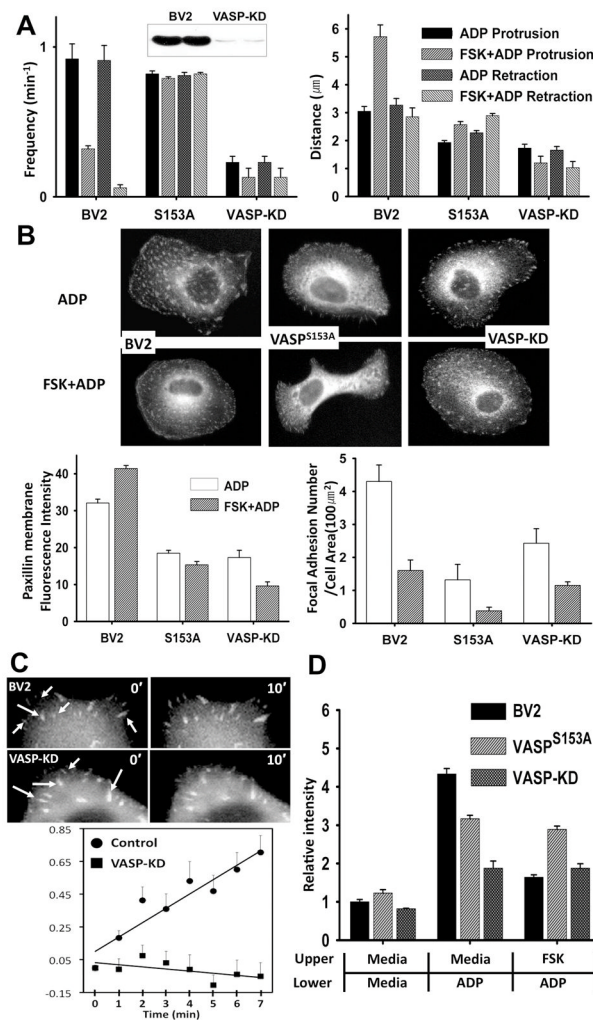 A
BV2 VASP-KD
Frequency (min⁻¹)
1
0
BV2 S153A VASP-KD
Distance (㎛)
6
5
4
3
2
1
0
ADP Protrusion
FSK+ADP Protrusion
ADP Retraction
FSK+ADP Retraction
BV2 S153A VASP-KD
B
ADP
BV2 VASP^S153A VASP-KD
FSK+ADP
Paxillin membrane
Fluorescence Intensity
40
30
20
10
0
ADP
FSK+ADP
BV2 S153A VASP-KD
Focal Adhesion Number
/Cell Area(100㎛²)
5
4
3
2
1
0
BV2 S153A VASP-KD
C
BV2 0′ 10′
VASP-KD 0′ 10′
0.85
0.65
0.45
0.25
0.05
-0.15
Control
VASP-KD
0 1 2 3 4 5 6 7
Time (min)
D
Relative intensity
5
4
3
2
1
0
BV2
VASP^S153A
VASP-KD
Upper Media Media FSK
Lower Media ADP ADP